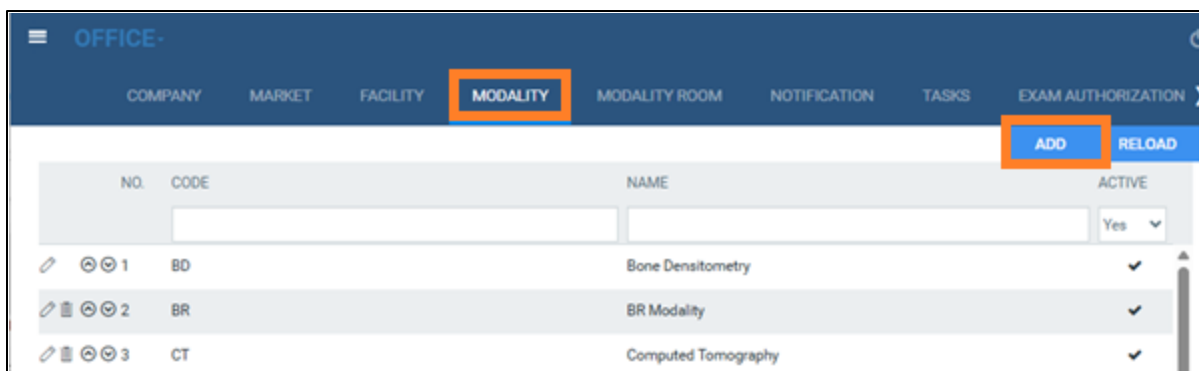 OFFICE-
COMPANY MARKET FACILITY MODALITY MODALITY ROOM NOTIFICATION TASKS EXAM AUTHORIZATION
ADD RELOAD
NO. CODE NAME ACTIVE
Yes
1 BD Bone Densitometry
2 BR BR Modality
3 CT Computed Tomography